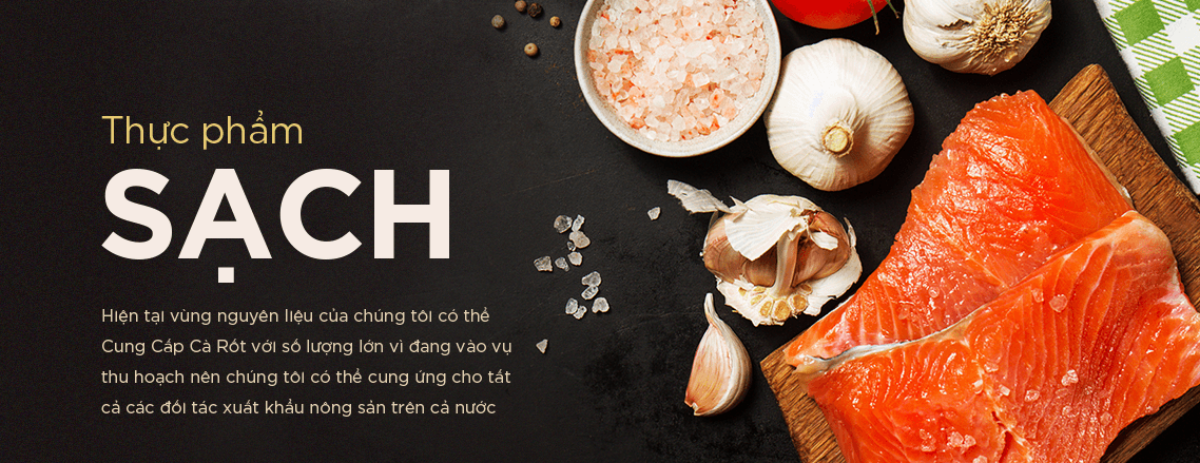 Thực phẩm
SẠCH
Hiện tại vùng nguyên liệu của chúng tôi có thể
Cung Cấp Cà Rốt với số lượng lớn vì đang vào vụ
thu hoạch nên chúng tôi có thể cung ứng cho tất
cả các đối tác xuất khẩu nông sản trên cả nước